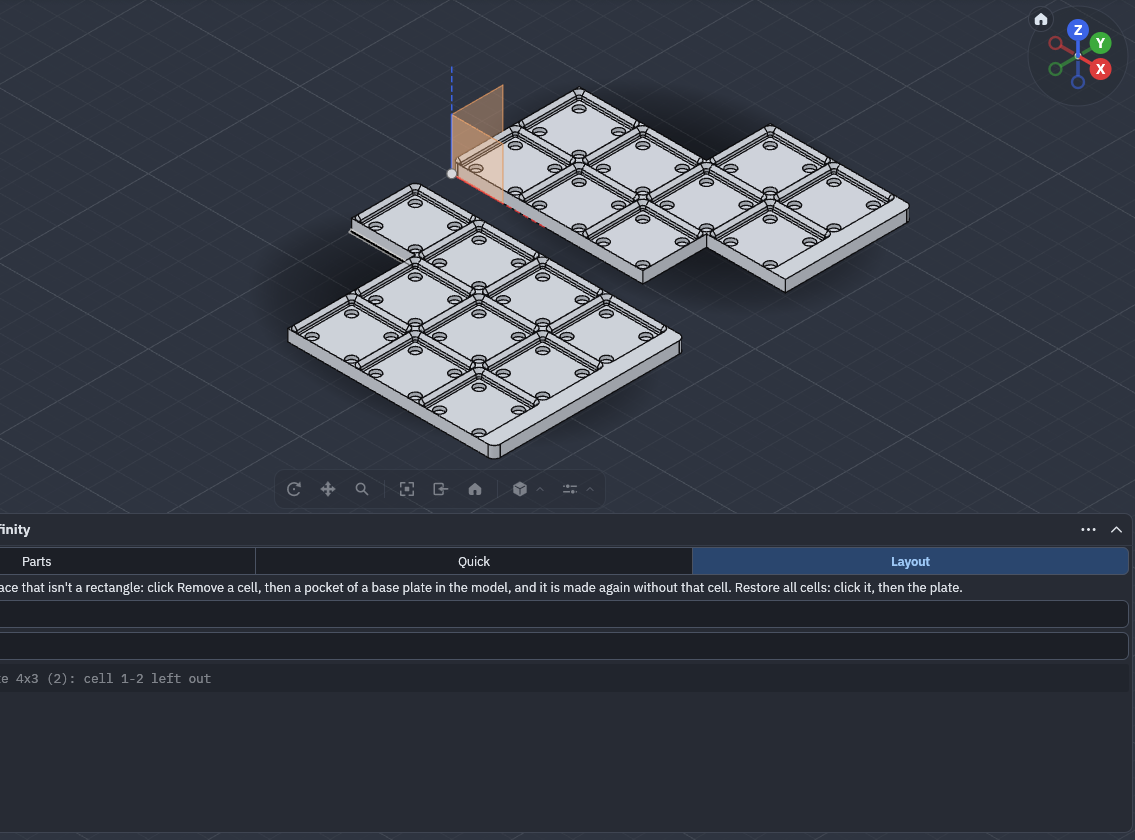 Z
Y
X
finity
Parts
Quick
Layout
ace that isn't a rectangle: click Remove a cell, then a pocket of a base plate in the model, and it is made again without that cell. Restore all cells: click it, then the plate.
te 4x3 (2): cell 1-2 left out